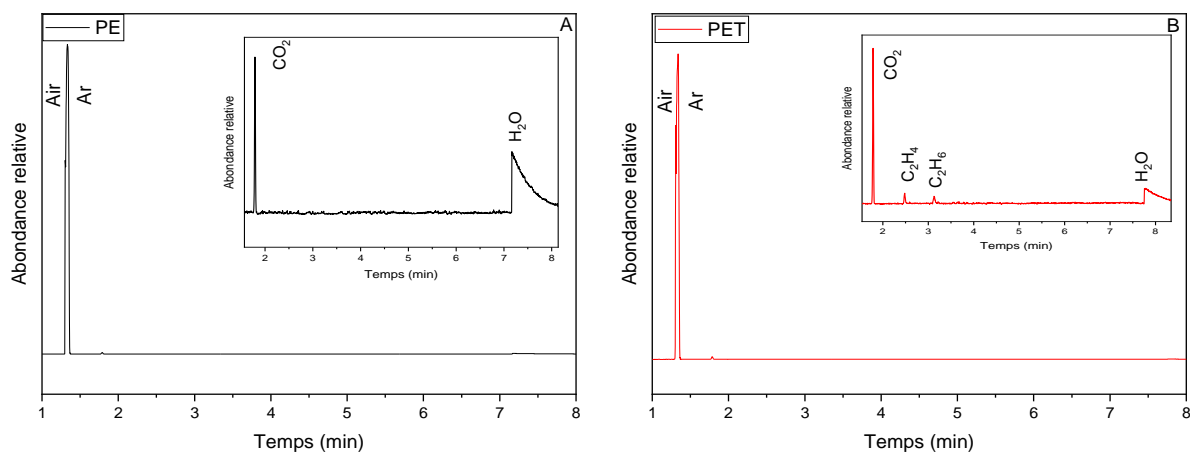 PE
A
Air
Ar
Abondance relative
1 2 3 4 5 6 7 8
Temps (min)
CO₂
H₂O
Abondance relative
2 3 4 5 6 7 8
Temps (min)
PET
B
Air
Ar
Abondance relative
1 2 3 4 5 6 7 8
Temps (min)
CO₂
C₂H₄
C₂H₆
H₂O
Abondance relative
2 3 4 5 6 7 8
Temps (min)